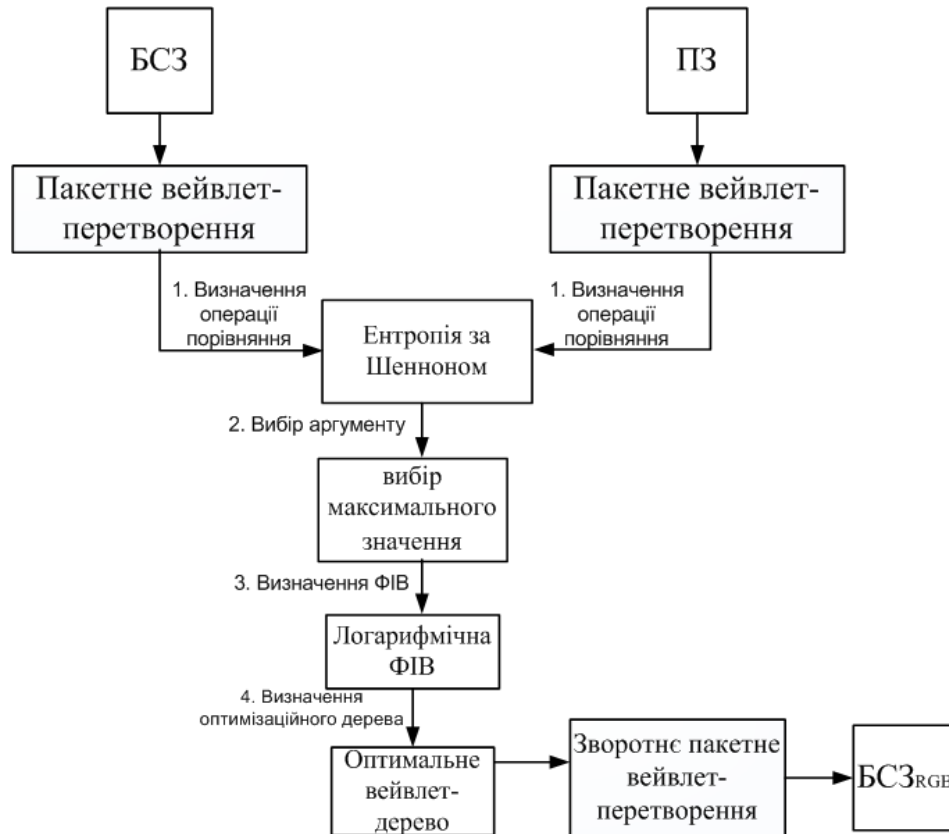 БСЗ
ПЗ
Пакетне вейвлет-
перетворення
Пакетне вейвлет-
перетворення
1. Визначення
операції
порівняння
1. Визначення
операції
порівняння
Ентропія за
Шенноном
2. Вибір аргументу
вибір
максимального
значення
3. Визначення ФІВ
Логарифмічна
ФІВ
4. Визначення
оптимізаційного дерева
Оптимальне
вейвлет-
дерево
Зворотнє пакетне
вейвлет-
перетворення
БСЗRGB